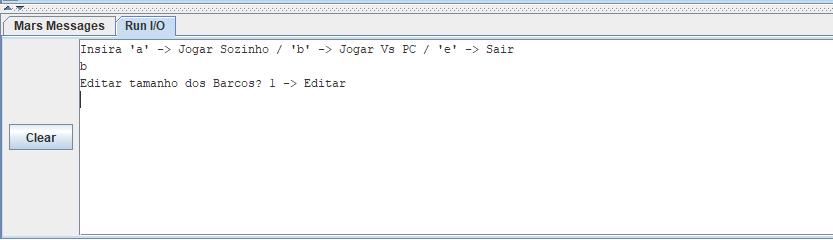 Mars Messages Run I/O
Insira 'a' -> Jogar Sozinho / 'b' -> Jogar Vs PC / 'e' -> Sair
b
Editar tamanho dos Barcos? 1 -> Editar
Clear